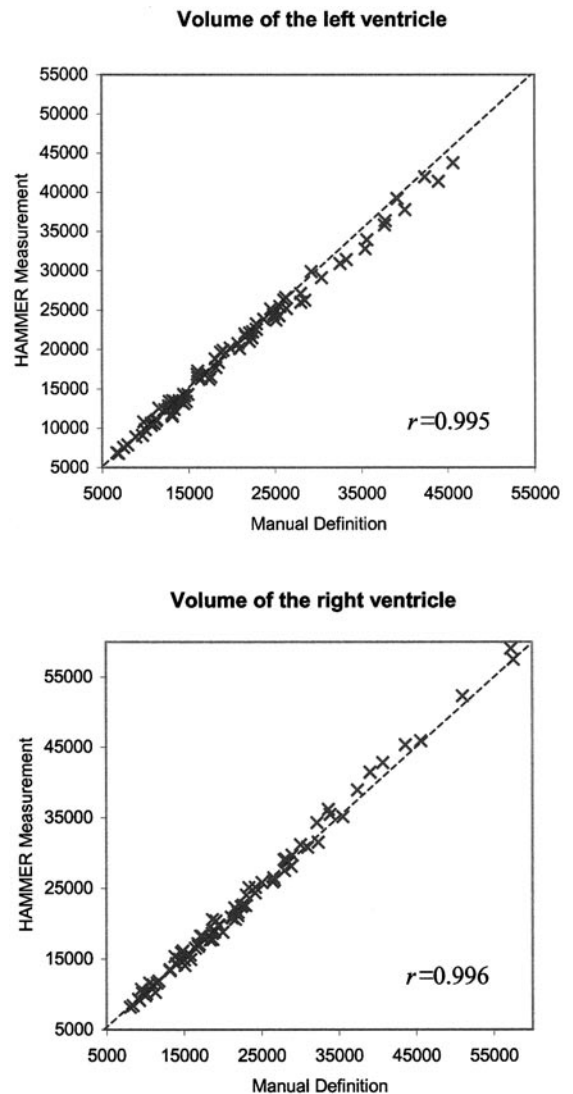 Volume of the left ventricle
55000
50000
45000
40000
35000
30000
25000
20000
15000
10000
5000
HAMMER Measurement
r=0.995
5000 15000 25000 35000 45000 55000
Manual Definition
Volume of the right ventricle
55000
45000
35000
25000
15000
5000
HAMMER Measurement
r=0.996
5000 15000 25000 35000 45000 55000
Manual Definition